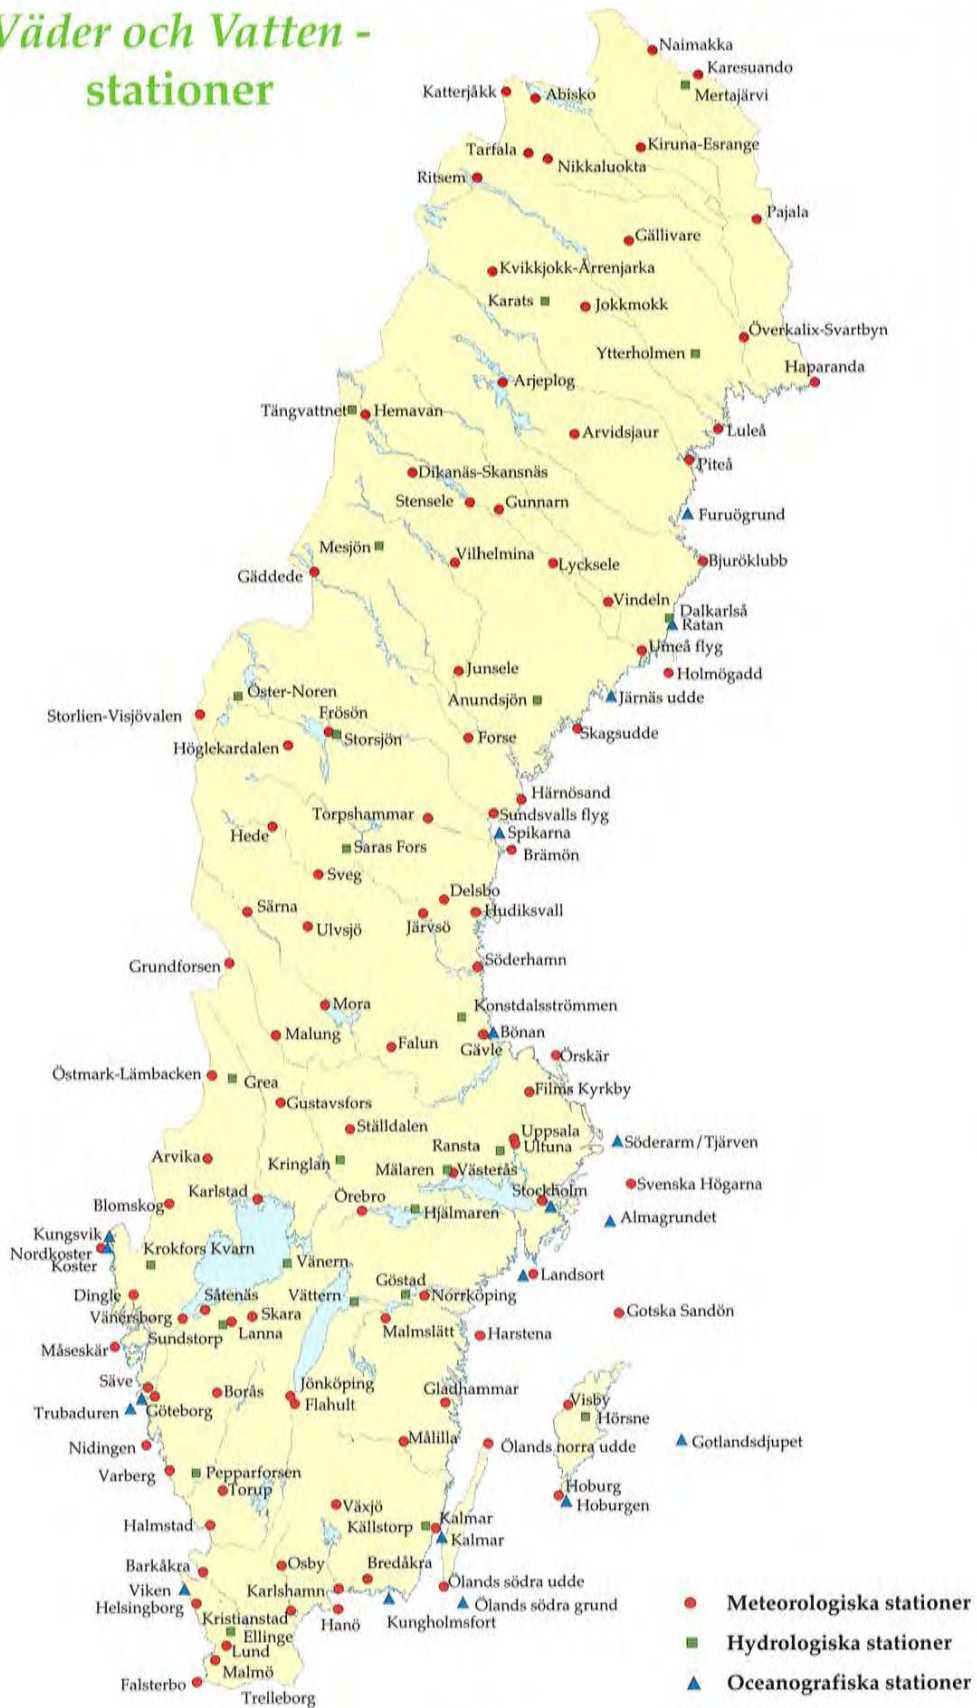 Väder och Vatten -
stationer
Naimakka
Karesuando
Katterjåkk
Abisko
Mertajärvi
Tarfala
Kiruna-Esrange
Nikkaluokta
Ritsem
Pajala
Gällivare
Kvikkjokk-Årrenjarka
Karats
Jokkmokk
Överkalix-Svartbyn
Ytterholmen
Haparanda
Arjeplog
Tängvattnet
Hemavan
Arvidsjaur
Luleå
Piteå
Dikanäs-Skansnäs
Stensele
Gunnarn
Furuögrund
Mesjön
Vilhelmina
Lycksele
Bjuröklubb
Gäddede
Vindeln
Dalkarlså
Ratan
Umeå flyg
Junsele
Holmögadd
Öster-Noren
Anundsjön
Järnäs udde
Storlien-Visjövalen
Frösön
Storsjön
Forse
Skagsudde
Höglekardalen
Härnösand
Torpshammar
Sundsvalls flyg
Hede
Spikarna
Saras Fors
Brämön
Sveg
Delsbo
Särna
Hudiksvall
Ulvsjö
Järvsö
Grundforsen
Söderhamn
Mora
Konstdalsströmmen
Malung
Falun
Bönan
Gävle
Örskär
Östmark-Lämbacken
Grea
Films Kyrkby
Gustavsfors
Ställdalen
Uppsala
Ransta
Ultuna
Söderarm/Tjärven
Arvika
Kringlan
Mälaren
Västerås
Karlstad
Örebro
Stockholm
Svenska Högarna
Blomskog
Hjälmaren
Almagrundet
Kungsvik
Nordkoster
Koster
Krokfors Kvarn
Vänern
Göstad
Landsort
Dingle
Såtenäs
Vättern
Norrköping
Vänersborg
Skara
Sundstorp
Lanna
Malmslätt
Harstena
Gotska Sandön
Måseskär
Säve
Borås
Jönköping
Gladhammar
Trubaduren
Göteborg
Flahult
Visby
Hörsne
Nidingen
Målilla
Ölands norra udde
Gotlandsdjupet
Varberg
Pepparforsen
Torup
Hoburg
Hoburgen
Växjö
Halmstad
Källstorp
Kalmar
Kalmar
Barkåkra
Osby
Bredåkra
Viken
Karlshamn
Ölands södra udde
Helsingborg
Kristianstad
Hanö
Kungholmsfort
Ölands södra grund
Ellinge
Lund
Malmö
Falsterbo
Trelleborg
Meteorologiska stationer
Hydrologiska stationer
Oceanografiska stationer